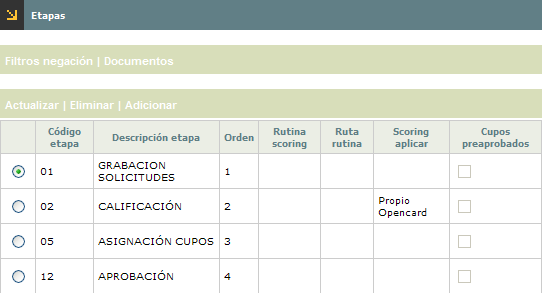 Etapas
Filtros negación | Documentos
Actualizar | Eliminar | Adicionar
Código etapa Descripción etapa Orden Rutina scoring Ruta rutina Scoring aplicar Cupos preaprobados
01 GRABACION SOLICITUDES 1
02 CALIFICACIÓN 2 Propio Opencard
05 ASIGNACIÓN CUPOS 3
12 APROBACIÓN 4